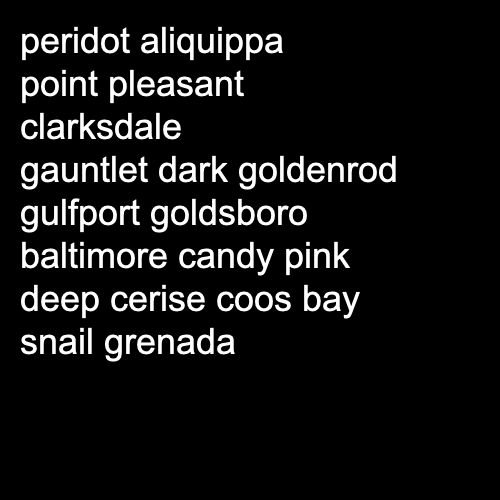 peridot aliquippa
point pleasant
clarksdale
gauntlet dark goldenrod
gulfport goldsboro
baltimore candy pink
deep cerise coos bay
snail grenada